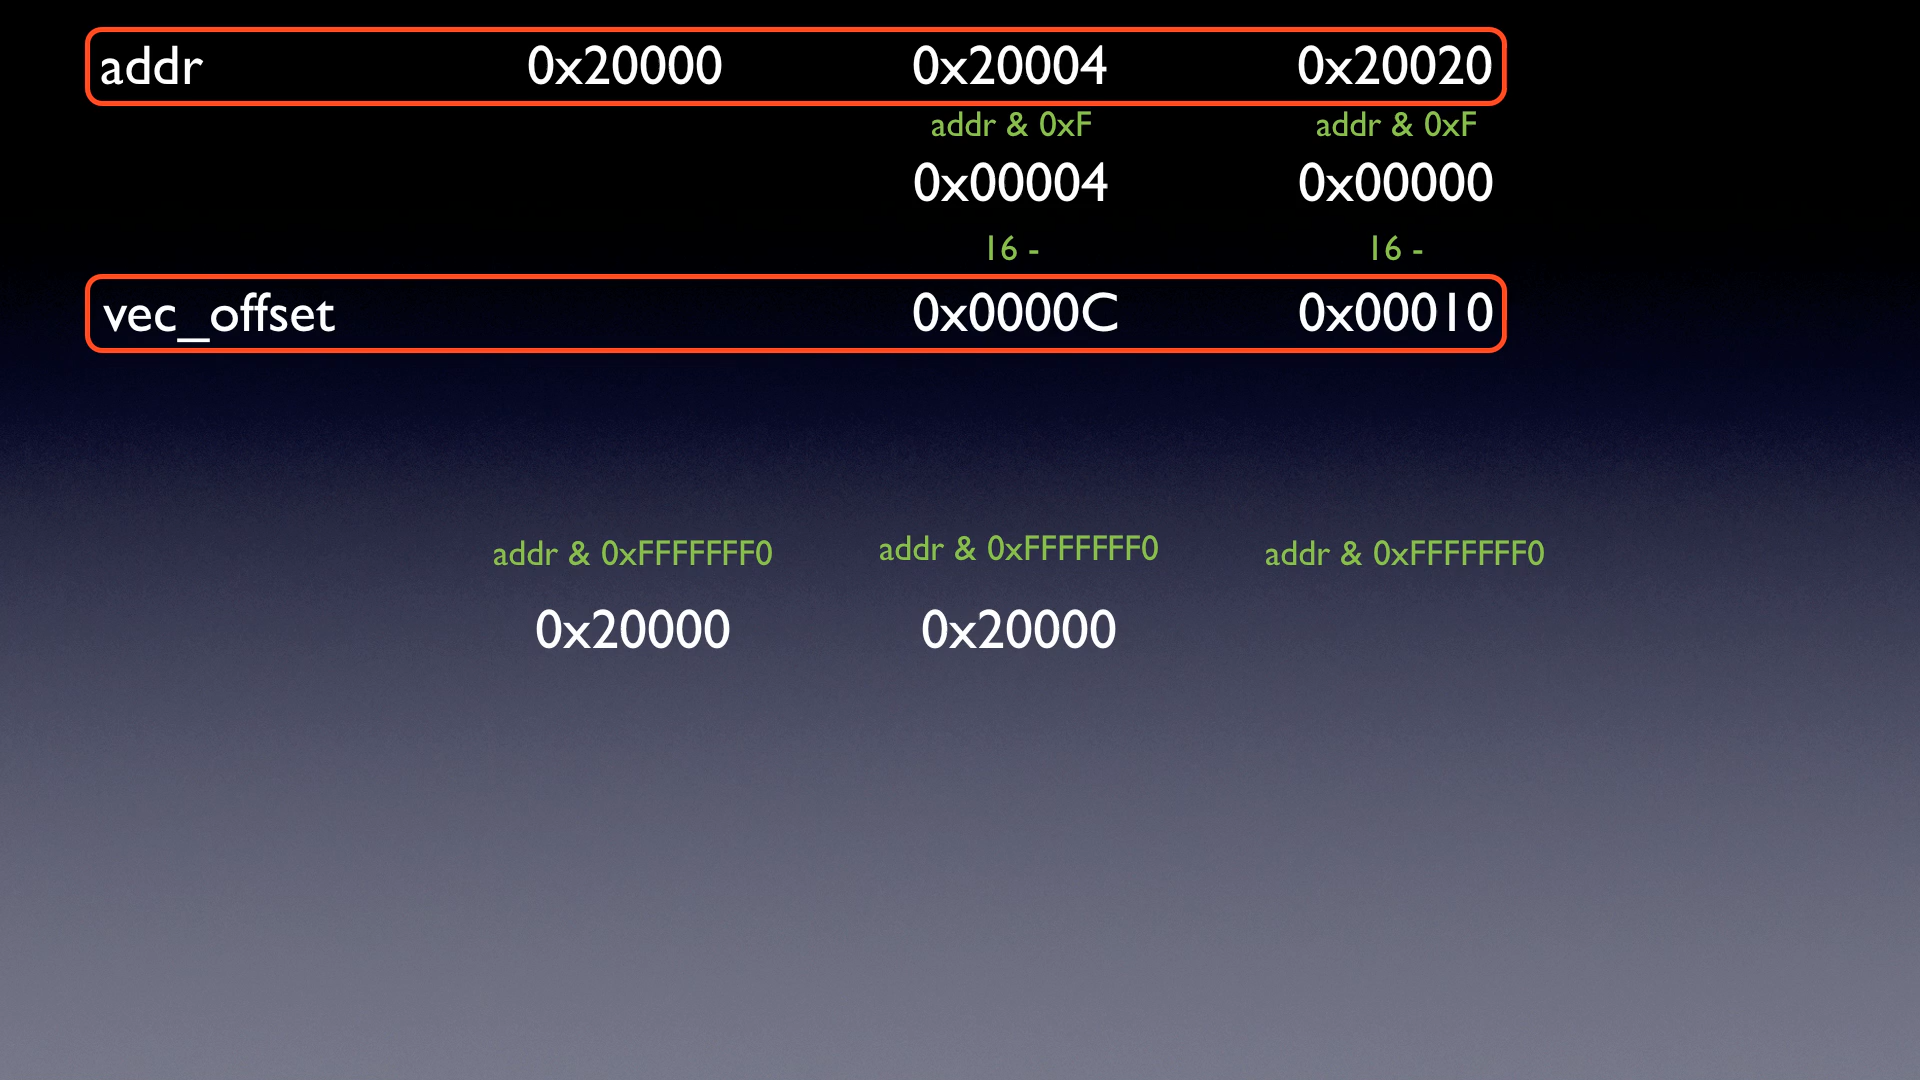 addr 0x20000 0x20004 0x20020
addr & 0xF addr & 0xF
0x00004 0x00000
16 - 16 -
vec_offset 0x0000C 0x00010
addr & 0xFFFFFFF0 addr & 0xFFFFFFF0 addr & 0xFFFFFFF0
0x20000 0x20000